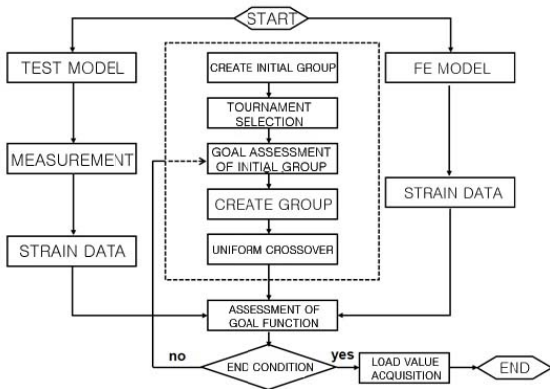 START
TEST MODEL
MEASUREMENT
STRAIN DATA
CREATE INITIAL GROUP
TOURNAMENT
SELECTION
GOAL ASSESSMENT
OF INITIAL GROUP
CREATE GROUP
UNIFORM CROSSOVER
FE MODEL
STRAIN DATA
ASSESSMENT OF
GOAL FUNCTION
no
END CONDITION
yes
LOAD VALUE
ACQUISITION
END